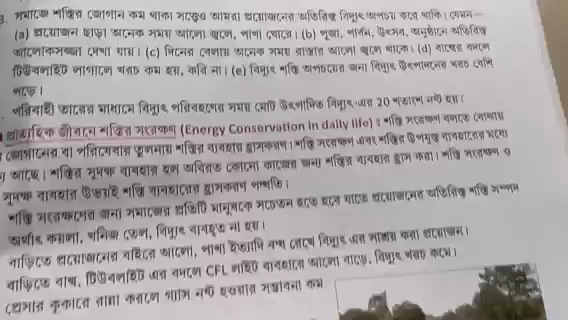 3. সমাজে শক্তির জোগান কম থাকা সত্ত্বেও আমরা প্রয়োজনের অতিরিক্ত বিদ্যুৎ অপচয় করে থাকি। যেমন—
(a) প্রয়োজন ছাড়া অনেক সময় আলো জ্বলে, পাখা ঘোরে। (b) পূজা, পার্বন, উৎসব, অনুষ্ঠানে অতিরিক্ত
আলোকসজ্জা দেখা যায়। (c) দিনের বেলায় অনেক সময় রাস্তার আলো জ্বলে থাকে। (d) বাল্বের বদলে
টিউবলাইট লাগালে খরচ কম হয়, করি না। (e) বিদ্যুৎ শক্তি অপচয়ের জন্য বিদ্যুৎ উৎপাদনের খরচ বেশি
পড়ে।
পরিবাহী তারের মাধ্যমে বিদ্যুৎ পরিবহণের সময় মোট উৎপাদিত বিদ্যুৎ-এর 20 শতাংশ নষ্ট হয়।
প্রাত্যহিক জীবনে শক্তির সংরক্ষণ (Energy Conservation in daily life) : শক্তি সংরক্ষণ বলতে বোঝায়
জোগানের বা পরিষেবার তুলনায় শক্তির ব্যবহার হ্রাসকরণ। শক্তি সংরক্ষণ এবং শক্তির উপযুক্ত ব্যবহারের মধ্যে
আছে। শক্তির সুদক্ষ ব্যবহার হল অবিরত কোনো কাজের জন্য শক্তির ব্যবহার হ্রাস করা। শক্তি সংরক্ষণ ও
সুদক্ষ ব্যবহার উভয়ই শক্তি ব্যবহারের হ্রাসকরণ পদ্ধতি।
শক্তি সংরক্ষণের জন্য সমাজের প্রতিটি মানুষকে সচেতন হতে হবে যাতে প্রয়োজনের অতিরিক্ত শক্তি সম্পদ
অর্থাৎ কয়লা, খনিজ তেল, বিদ্যুৎ ব্যবহৃত না হয়।
বাড়িতে প্রয়োজনের বাইরে আলো, পাখা ইত্যাদি বন্ধ রেখে বিদ্যুৎ এর সাশ্রয় করা প্রয়োজন।
বাড়িতে বাল্ব, টিউবলাইট এর বদলে CFL লাইট ব্যবহারে আলো বাড়ে, বিদ্যুৎ খরচ কমে।
প্রেসার কুকারে রান্না করলে গ্যাস নষ্ট হওয়ার সম্ভাবনা কম